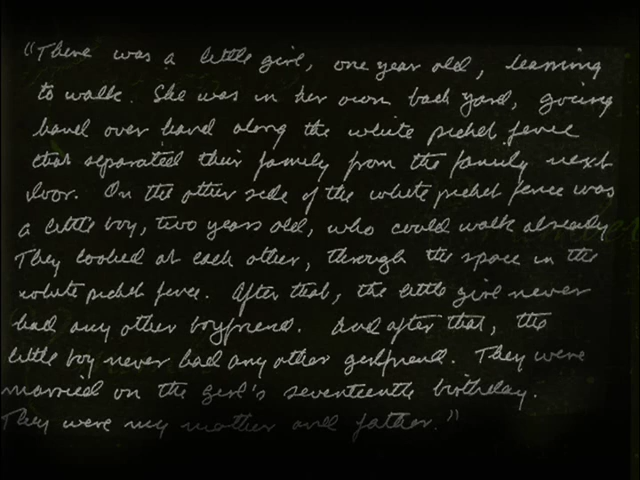 "There was a little girl, one year old, learning
to walk. She was in her own back yard, going
hand over hand along the white picket fence
that separated their family from the family next
door. On the other side of the white picket fence was
a little boy, two years old, who could walk already
They looked at each other, through the space in the
white picket fence. After that, the little girl never
had any other boyfriend. And after that, the
little boy never had any other girlfriend. They were
married on the girl's seventeenth birthday.
They were my mother and father."